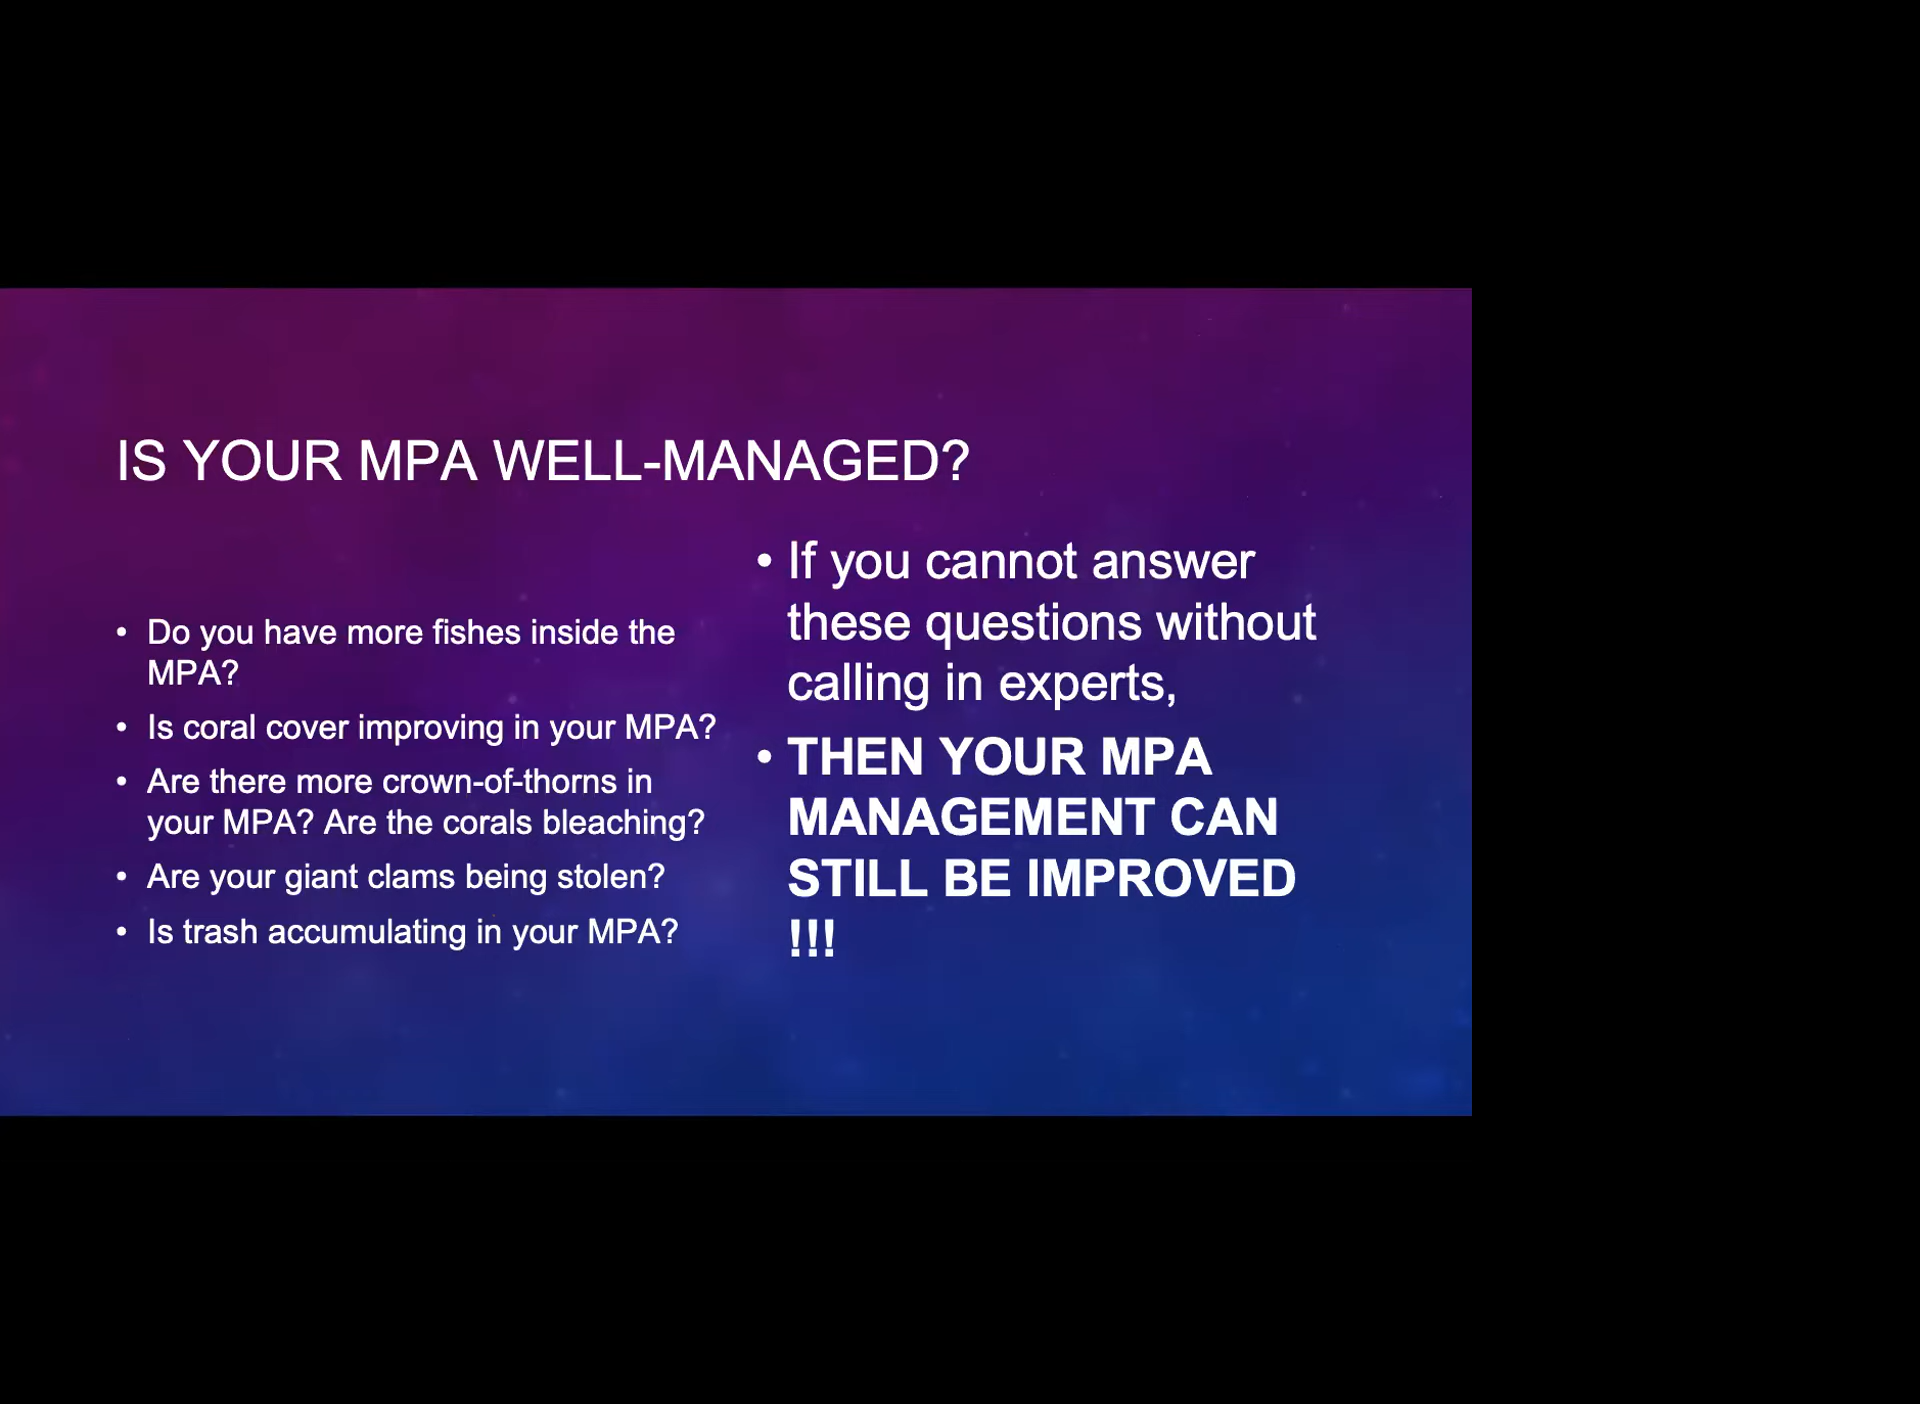 IS YOUR MPA WELL-MANAGED?
• Do you have more fishes inside the
MPA?
• Is coral cover improving in your MPA?
• Are there more crown-of-thorns in
your MPA? Are the corals bleaching?
• Are your giant clams being stolen?
• Is trash accumulating in your MPA?
• If you cannot answer
these questions without
calling in experts,
• THEN YOUR MPA
MANAGEMENT CAN
STILL BE IMPROVED
!!!